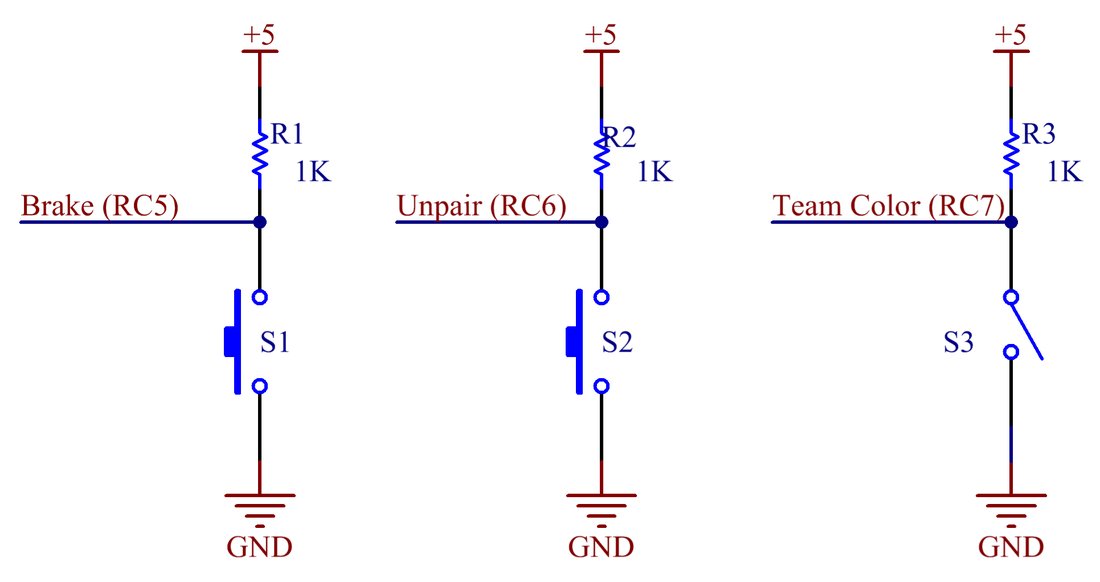 +5
R1
1K
Brake (RC5)
S1
GND
+5
R2
1K
Unpair (RC6)
S2
GND
+5
R3
1K
Team Color (RC7)
S3
GND